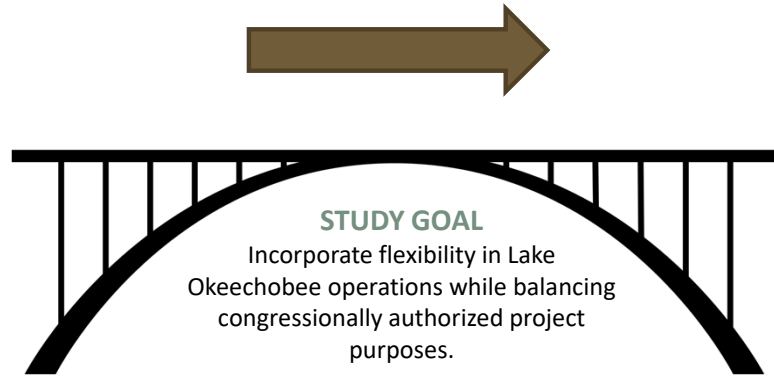 STUDY GOAL
Incorporate flexibility in Lake
Okeechobee operations while balancing
congressionally authorized project
purposes.